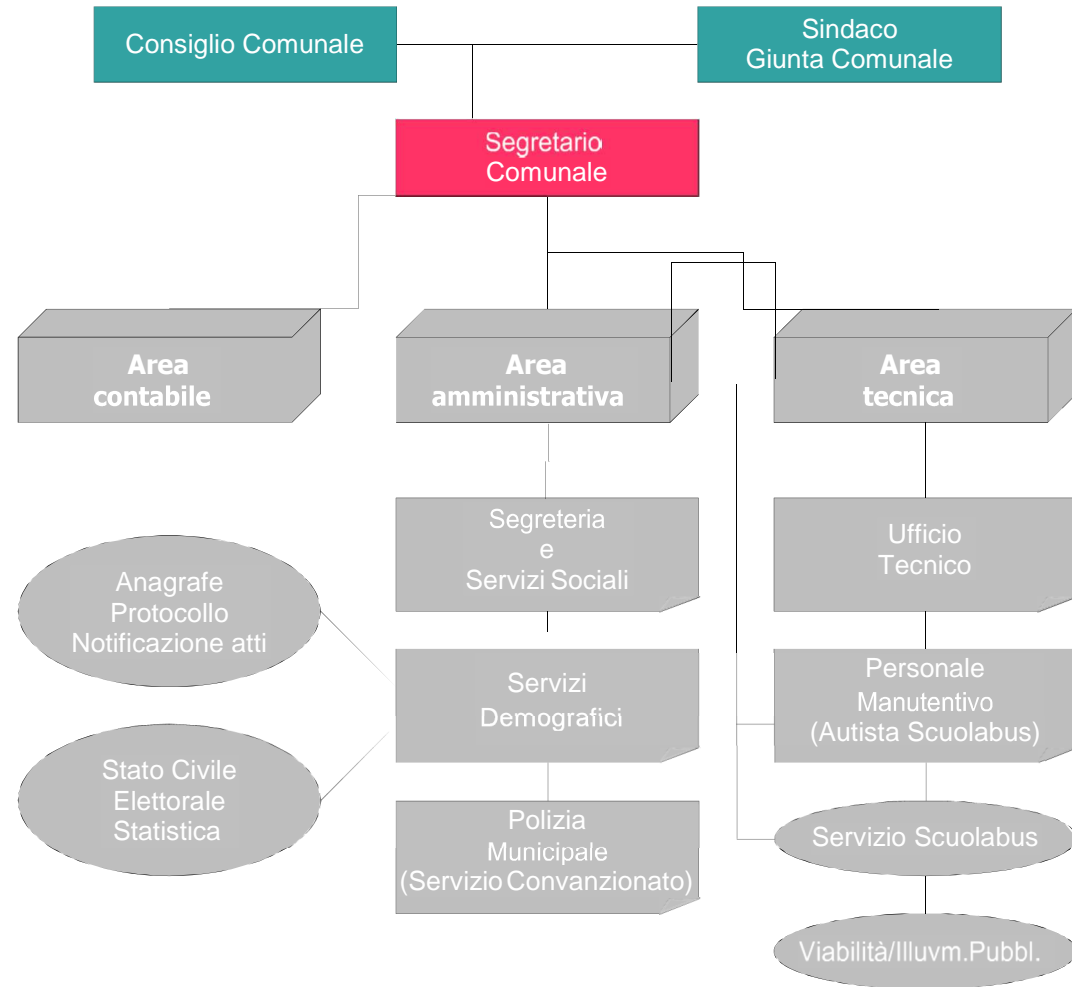 Consiglio Comunale
Sindaco
Giunta Comunale
Segretario
Comunale
Area
contabile
Area
amministrativa
Area
tecnica
Segreteria
e
Servizi Sociali
Ufficio
Tecnico
Anagrafe
Protocollo
Notificazione atti
Servizi
Demografici
Personale
Manutentivo
(Autista Scuolabus)
Stato Civile
Elettorale
Statistica
Polizia
Municipale
(Servizio Convanzionato)
Servizio Scuolabus
Viabilità/Illuvm.Pubbl.